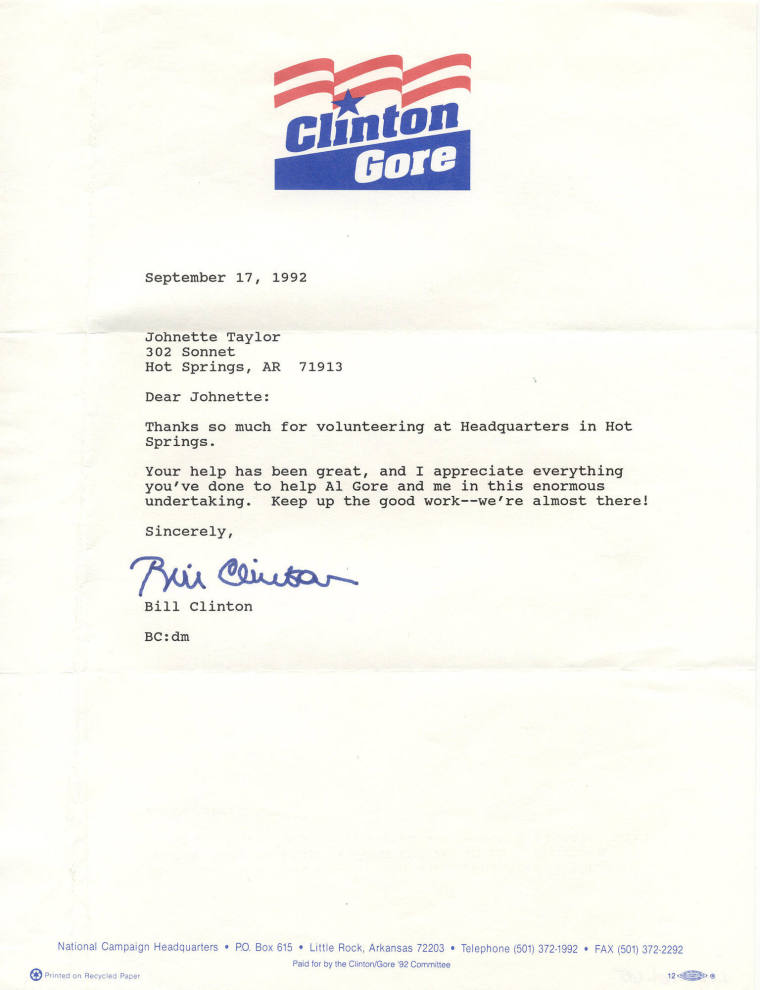 Clinton
Gore
September 17, 1992
Johnette Taylor
302 Sonnet
Hot Springs, AR  71913
Dear Johnette:
Thanks so much for volunteering at Headquarters in Hot
Springs.
Your help has been great, and I appreciate everything
you've done to help Al Gore and me in this enormous
undertaking.  Keep up the good work--we're almost there!
Sincerely,
Bill Clinton
Bill Clinton
BC:dm
National Campaign Headquarters • P.O. Box 615 • Little Rock, Arkansas 72203 • Telephone (501) 372-1992 • FAX (501) 372-2292
Paid for by the Clinton/Gore '92 Committee
Printed on Recycled Paper
12